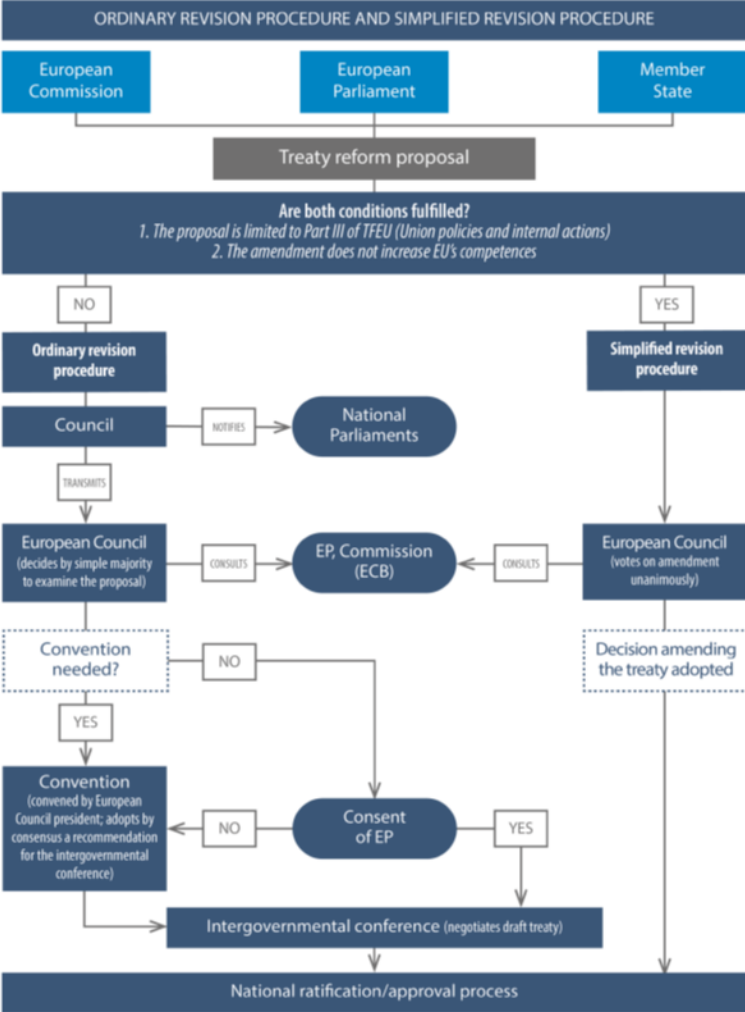 ORDINARY REVISION PROCEDURE AND SIMPLIFIED REVISION PROCEDURE
European
Commission
European
Parliament
Member
State
Treaty reform proposal
Are both conditions fulfilled?
1. The proposal is limited to Part III of TFEU (Union policies and internal actions)
2. The amendment does not increase EU's competences
NO
YES
Ordinary revision
procedure
Simplified revision
procedure
Council
NOTIFIES
National
Parliaments
TRANSMITS
European Council
(decides by simple majority
to examine the proposal)
CONSULTS
EP, Commission
(ECB)
CONSULTS
European Council
(votes on amendment
unanimously)
Convention
needed?
NO
Decision amending
the treaty adopted
YES
Convention
(convened by European
Council president; adopts by
consensus a recommendation
for the intergovernmental
conference)
NO
Consent
of EP
YES
Intergovernmental conference (negotiates draft treaty)
National ratification/approval process